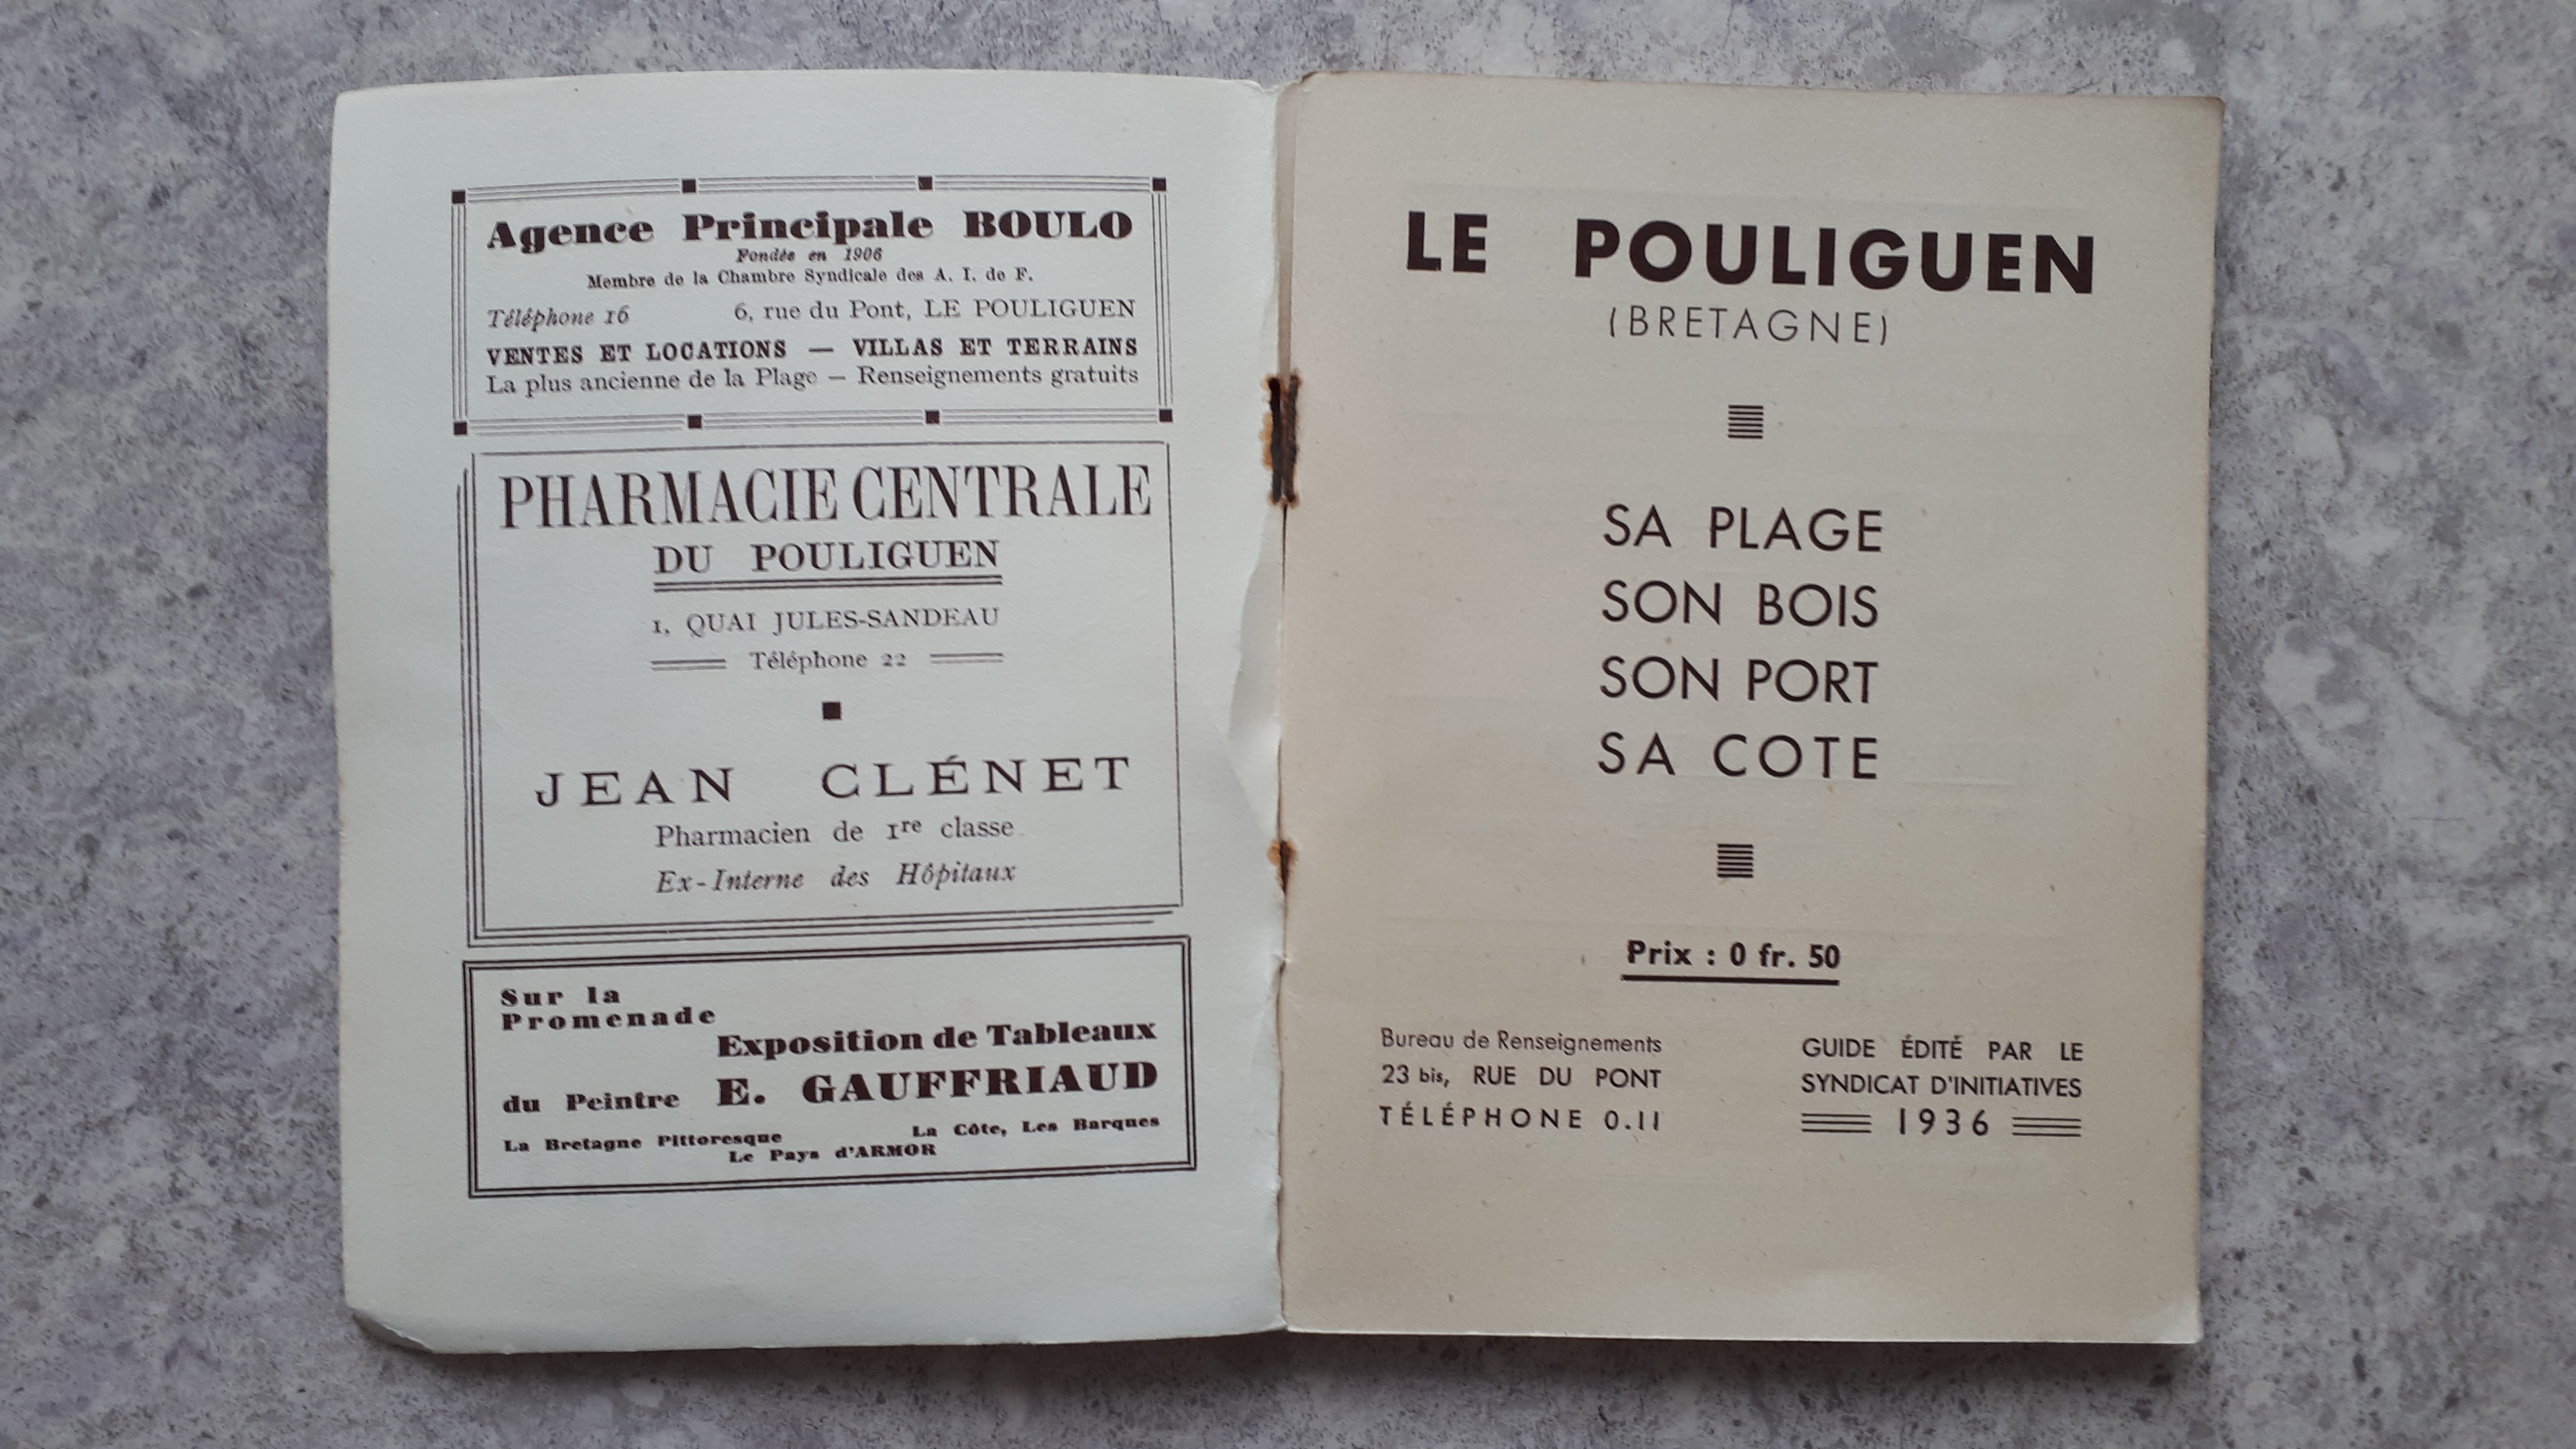 Agence Principale BOULO
Fondée en 1906
Membre de la Chambre Syndicale des A. I. de F.
Téléphone 16 6, rue du Pont, LE POULIGUEN
VENTES ET LOCATIONS — VILLAS ET TERRAINS
La plus ancienne de la Plage — Renseignements gratuits
PHARMACIE CENTRALE
DU POULIGUEN
1, QUAI JULES-SANDEAU
Téléphone 22
JEAN CLÉNET
Pharmacien de 1re classe
Ex-Interne des Hôpitaux
Sur la
Promenade
Exposition de Tableaux
du Peintre E. GAUFFRIAUD
La Bretagne Pittoresque La Côte, Les Barques
Le Pays d'ARMOR
LE POULIGUEN
(BRETAGNE)
SA PLAGE
SON BOIS
SON PORT
SA COTE
Prix : 0 fr. 50
Bureau de Renseignements
23 bis, RUE DU PONT
TÉLÉPHONE 0.11
GUIDE ÉDITÉ PAR LE
SYNDICAT D'INITIATIVES
1936